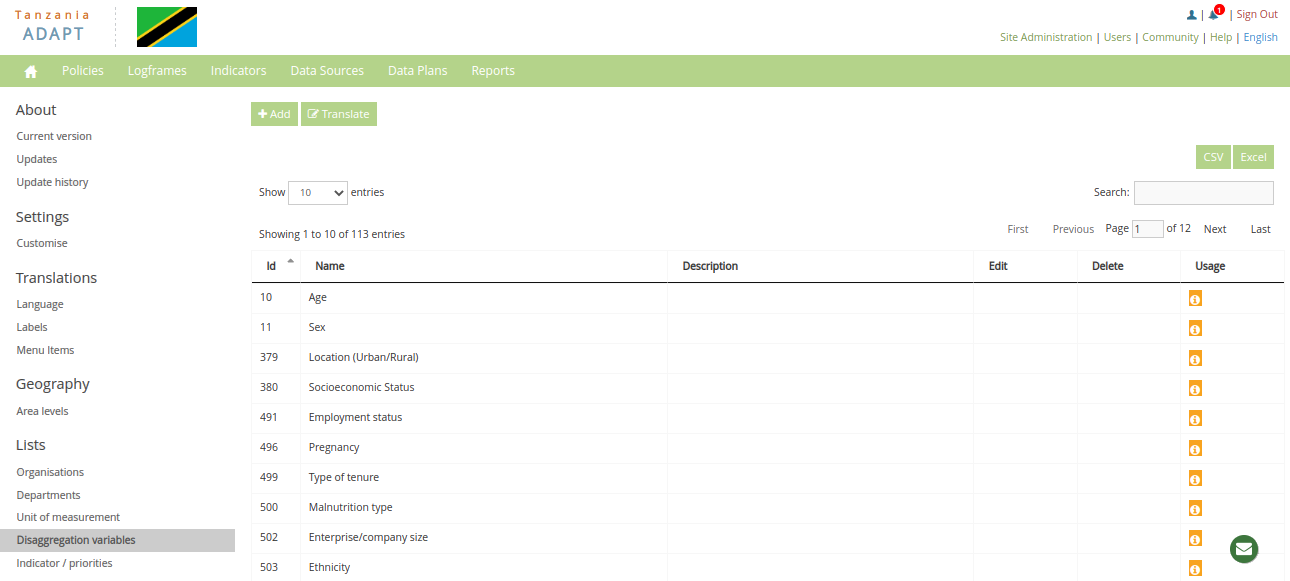 Tanzania
ADAPT
1
| | Sign Out
Site Administration | Users | Community | Help | English
Policies Logframes Indicators Data Sources Data Plans Reports
About
Current version
Updates
Update history
Settings
Customise
Translations
Language
Labels
Menu Items
Geography
Area levels
Lists
Organisations
Departments
Unit of measurement
Disaggregation variables
Indicator / priorities
Add Translate
CSV Excel
Show 10 entries Search:
Showing 1 to 10 of 113 entries First Previous Page 1 of 12 Next Last
Id Name Description Edit Delete Usage
10 Age
11 Sex
379 Location (Urban/Rural)
380 Socioeconomic Status
491 Employment status
496 Pregnancy
499 Type of tenure
500 Malnutrition type
502 Enterprise/company size
503 Ethnicity